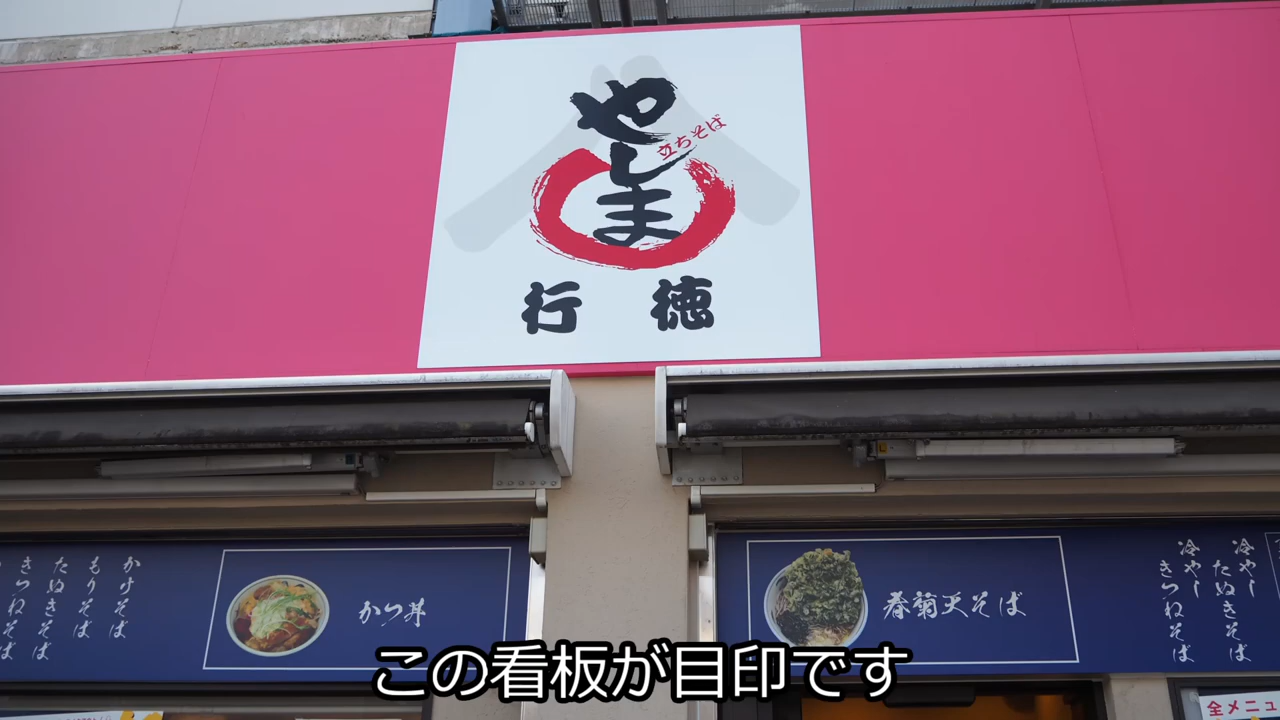 やしま
立ちそば
行徳
かけそば
もりそば
たぬきそば
きつねそば
かつ丼
春菊天そば
冷やし
たぬきそば
冷やし
きつねそば
全メニュ
この看板が目印です